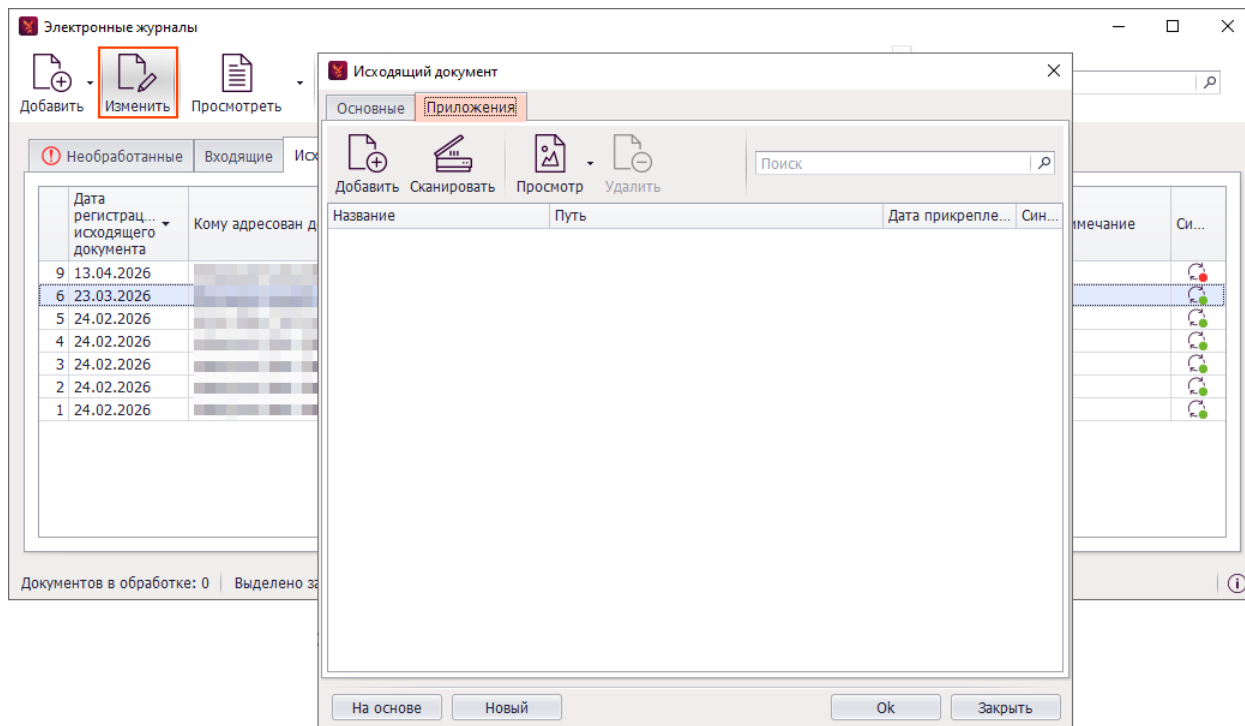 Электронные журналы
Добавить Изменить Просмотреть
Необработанные Входящие
Дата
регистрац...
исходящего
документа
Кому адресован
Си...
9 13.04.2026
6 23.03.2026
5 24.02.2026
4 24.02.2026
3 24.02.2026
2 24.02.2026
1 24.02.2026
Документов в обработке: 0 Выделено
Исходящий документ
Основные Приложения
Добавить Сканировать Просмотр Удалить Поиск
Название Путь Дата прикрепле... Син...
На основе Новый Ok Закрыть